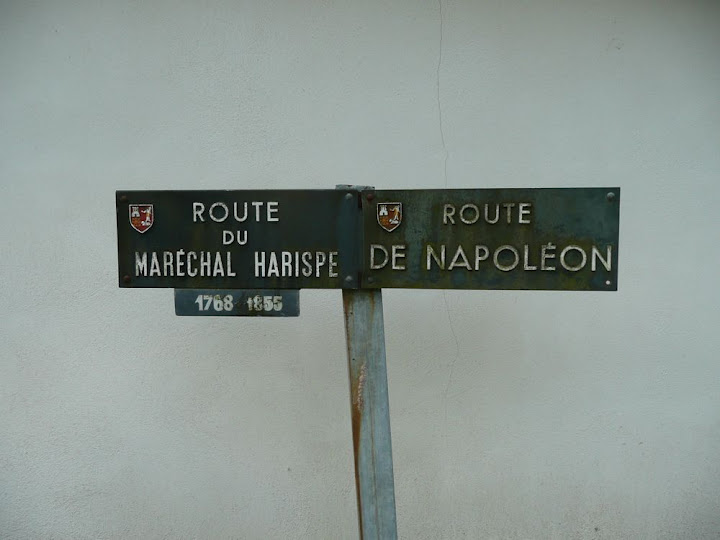 ROUTE
DU
MARÉCHAL HARISPE
1768 1855
ROUTE
DE NAPOLÉON